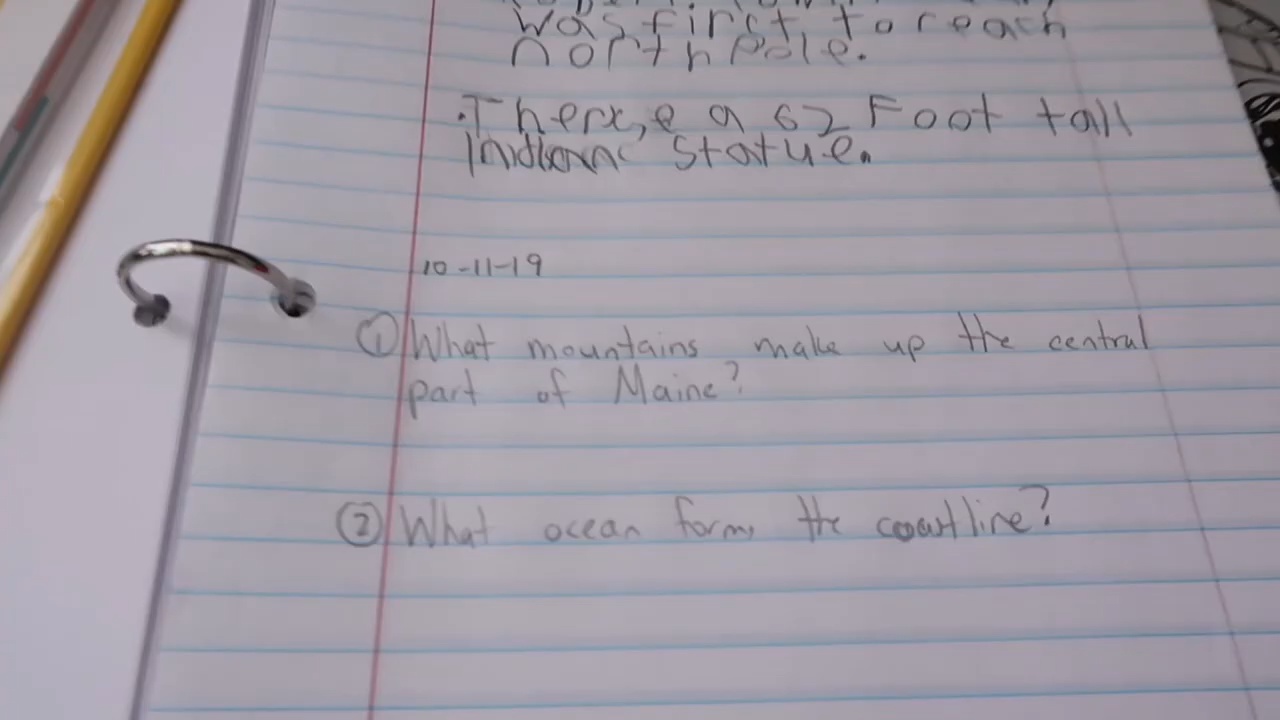 was first to reach
north pole.
.There,e a 62 Foot tall
statue.
10-11-19
① What mountains make up the central
part of Maine?
② What ocean forms the coastline?